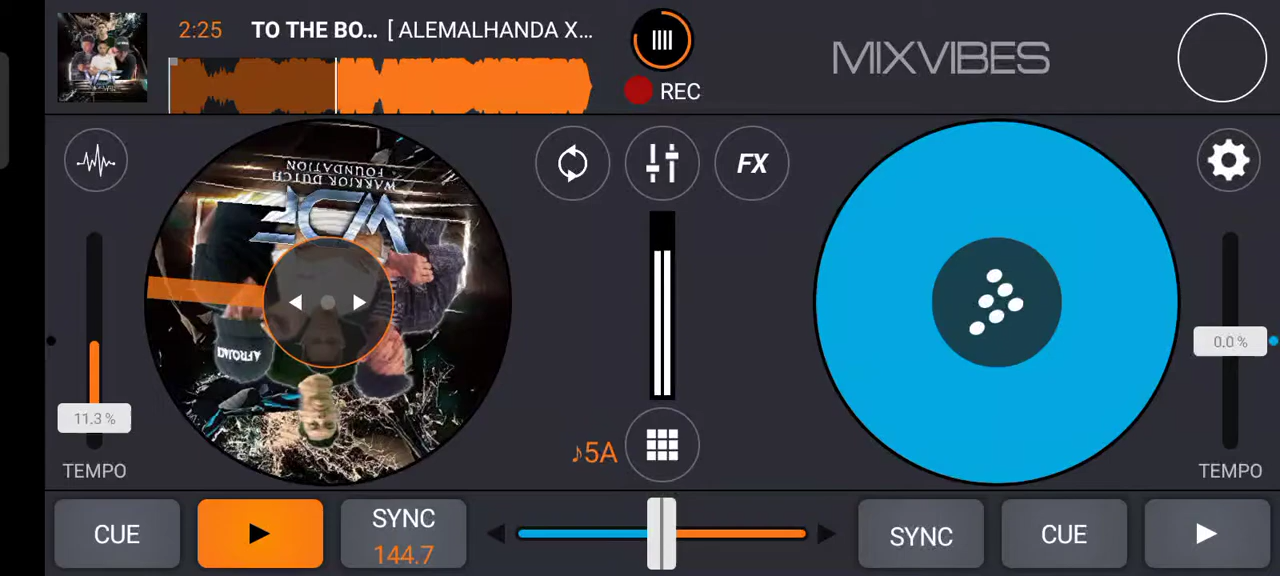 2:25 TO THE BO... [ ALEMALHANDA X...
REC
MIXVIBES
FX
WARRIOR DUTCH
FOUNDATION
WDF
AFROJACK
11.3 %
0.0 %
♪5A
TEMPO
TEMPO
CUE
SYNC
144.7
SYNC
CUE